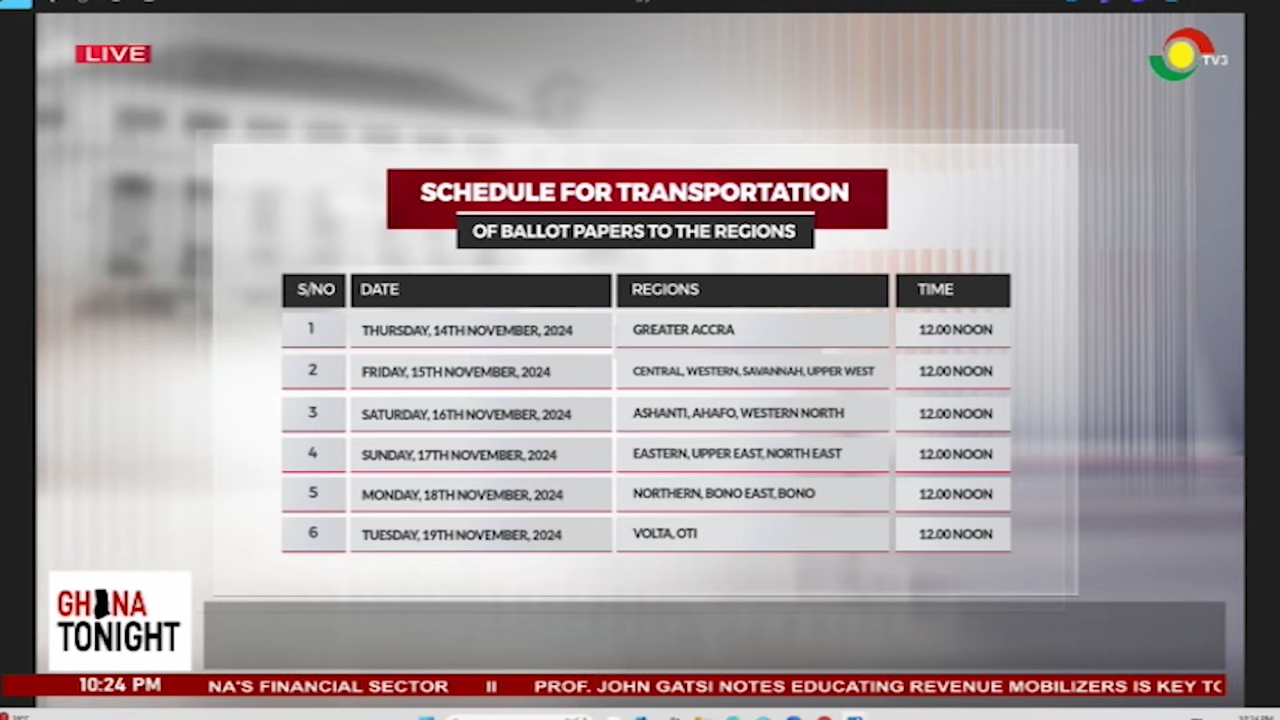 LIVE
TV3
SCHEDULE FOR TRANSPORTATION
OF BALLOT PAPERS TO THE REGIONS
S/NO DATE REGIONS TIME
1 THURSDAY, 14TH NOVEMBER, 2024 GREATER ACCRA 12.00 NOON
2 FRIDAY, 15TH NOVEMBER, 2024 CENTRAL, WESTERN, SAVANNAH, UPPER WEST 12.00 NOON
3 SATURDAY, 16TH NOVEMBER, 2024 ASHANTI, AHAFO, WESTERN NORTH 12.00 NOON
4 SUNDAY, 17TH NOVEMBER, 2024 EASTERN, UPPER EAST, NORTH EAST 12.00 NOON
5 MONDAY, 18TH NOVEMBER, 2024 NORTHERN, BONO EAST, BONO 12.00 NOON
6 TUESDAY, 19TH NOVEMBER, 2024 VOLTA, OTI 12.00 NOON
GHANA
TONIGHT
10:24 PM NA'S FINANCIAL SECTOR II PROF. JOHN GATSI NOTES EDUCATING REVENUE MOBILIZERS IS KEY TO